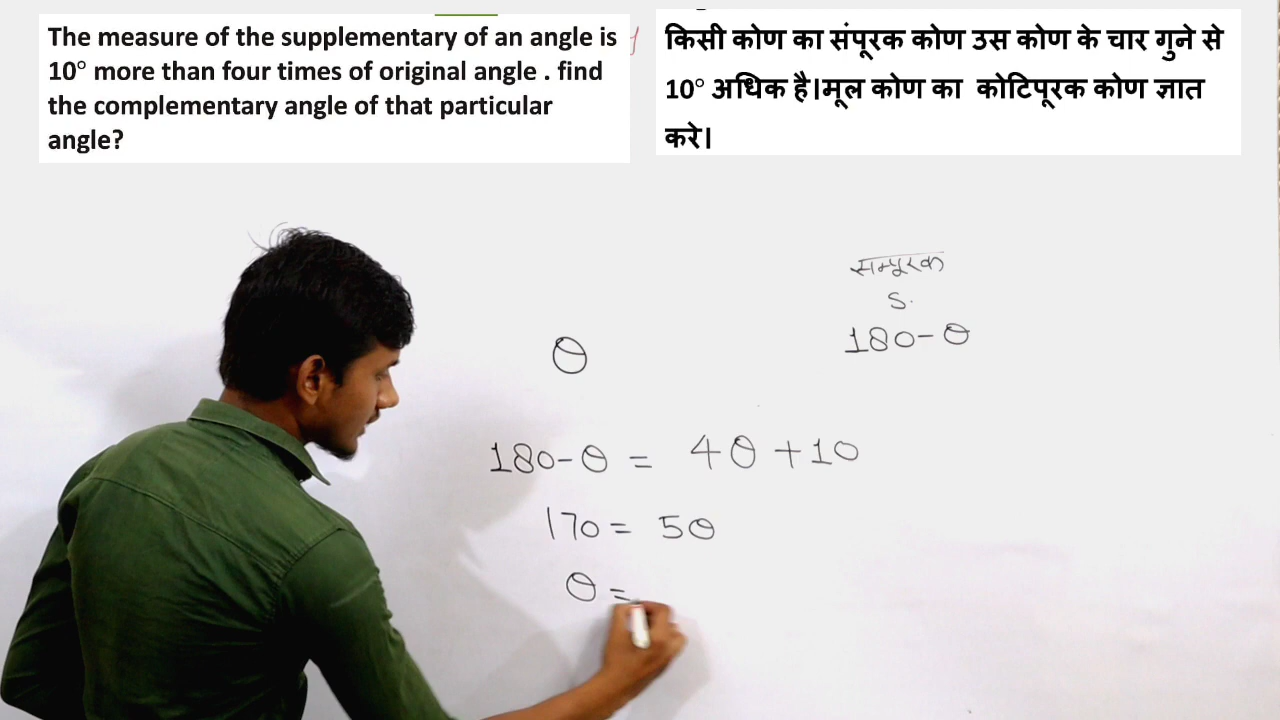 The measure of the supplementary of an angle is
10° more than four times of original angle . find
the complementary angle of that particular
angle?
किसी कोण का संपूरक कोण उस कोण के चार गुने से
10° अधिक है।मूल कोण का कोटिपूरक कोण ज्ञात
करे।
सम्पूरक
S.
θ
180-θ
180-θ = 4θ +10
170 = 5θ
θ =